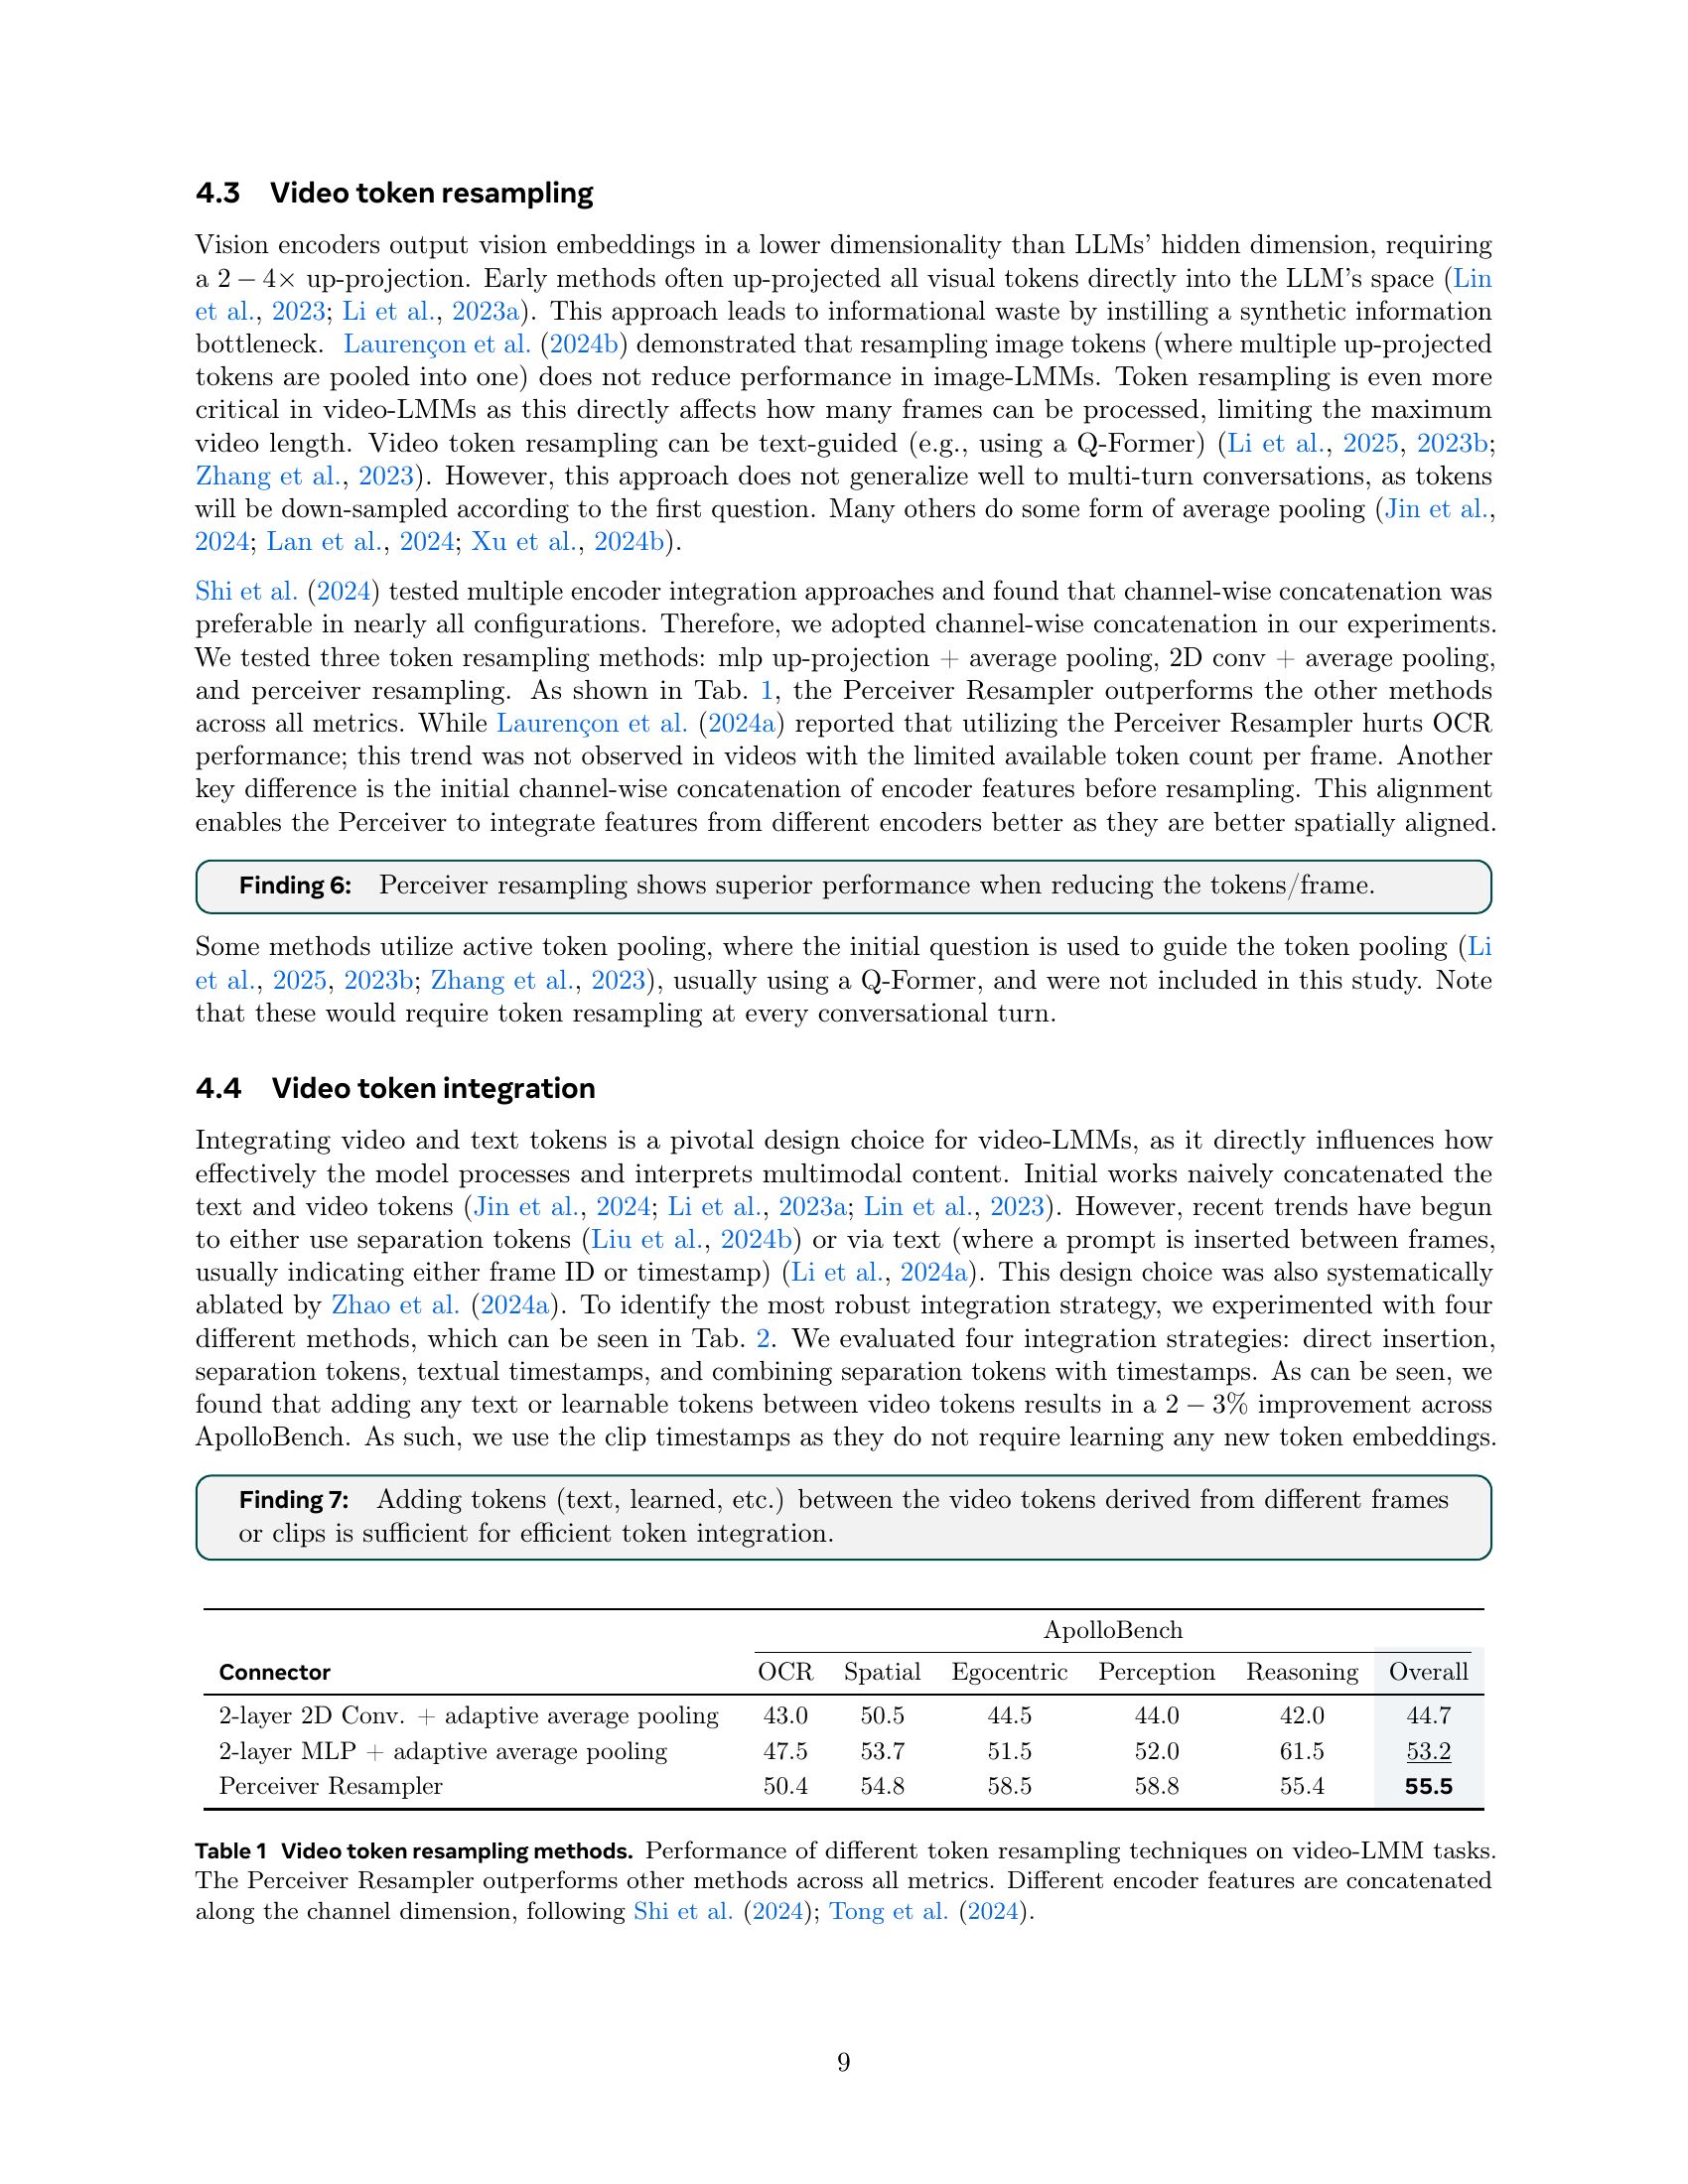 4.3 Video token resampling
Vision encoders output vision embeddings in a lower dimensionality than LLMs' hidden dimension, requiring
a 2 − 4× up-projection. Early methods often up-projected all visual tokens directly into the LLM's space (Lin
et al., 2023; Li et al., 2023a). This approach leads to informational waste by instilling a synthetic information
bottleneck. Laurençon et al. (2024b) demonstrated that resampling image tokens (where multiple up-projected
tokens are pooled into one) does not reduce performance in image-LMMs. Token resampling is even more
critical in video-LMMs as this directly affects how many frames can be processed, limiting the maximum
video length. Video token resampling can be text-guided (e.g., using a Q-Former) (Li et al., 2025, 2023b;
Zhang et al., 2023). However, this approach does not generalize well to multi-turn conversations, as tokens
will be down-sampled according to the first question. Many others do some form of average pooling (Jin et al.,
2024; Lan et al., 2024; Xu et al., 2024b).
Shi et al. (2024) tested multiple encoder integration approaches and found that channel-wise concatenation was
preferable in nearly all configurations. Therefore, we adopted channel-wise concatenation in our experiments.
We tested three token resampling methods: mlp up-projection + average pooling, 2D conv + average pooling,
and perceiver resampling. As shown in Tab. 1, the Perceiver Resampler outperforms the other methods
across all metrics. While Laurençon et al. (2024a) reported that utilizing the Perceiver Resampler hurts OCR
performance; this trend was not observed in videos with the limited available token count per frame. Another
key difference is the initial channel-wise concatenation of encoder features before resampling. This alignment
enables the Perceiver to integrate features from different encoders better as they are better spatially aligned.
Finding 6: Perceiver resampling shows superior performance when reducing the tokens/frame.
Some methods utilize active token pooling, where the initial question is used to guide the token pooling (Li
et al., 2025, 2023b; Zhang et al., 2023), usually using a Q-Former, and were not included in this study. Note
that these would require token resampling at every conversational turn.
4.4 Video token integration
Integrating video and text tokens is a pivotal design choice for video-LMMs, as it directly influences how
effectively the model processes and interprets multimodal content. Initial works naively concatenated the
text and video tokens (Jin et al., 2024; Li et al., 2023a; Lin et al., 2023). However, recent trends have begun
to either use separation tokens (Liu et al., 2024b) or via text (where a prompt is inserted between frames,
usually indicating either frame ID or timestamp) (Li et al., 2024a). This design choice was also systematically
ablated by Zhao et al. (2024a). To identify the most robust integration strategy, we experimented with four
different methods, which can be seen in Tab. 2. We evaluated four integration strategies: direct insertion,
separation tokens, textual timestamps, and combining separation tokens with timestamps. As can be seen, we
found that adding any text or learnable tokens between video tokens results in a 2 − 3% improvement across
ApolloBench. As such, we use the clip timestamps as they do not require learning any new token embeddings.
Finding 7: Adding tokens (text, learned, etc.) between the video tokens derived from different frames
or clips is sufficient for efficient token integration.
ApolloBench
Connector OCR Spatial Egocentric Perception Reasoning Overall
2-layer 2D Conv. + adaptive average pooling 43.0 50.5 44.5 44.0 42.0 44.7
2-layer MLP + adaptive average pooling 47.5 53.7 51.5 52.0 61.5 53.2
Perceiver Resampler 50.4 54.8 58.5 58.8 55.4 55.5
Table 1 Video token resampling methods. Performance of different token resampling techniques on video-LMM tasks.
The Perceiver Resampler outperforms other methods across all metrics. Different encoder features are concatenated
along the channel dimension, following Shi et al. (2024); Tong et al. (2024).
9